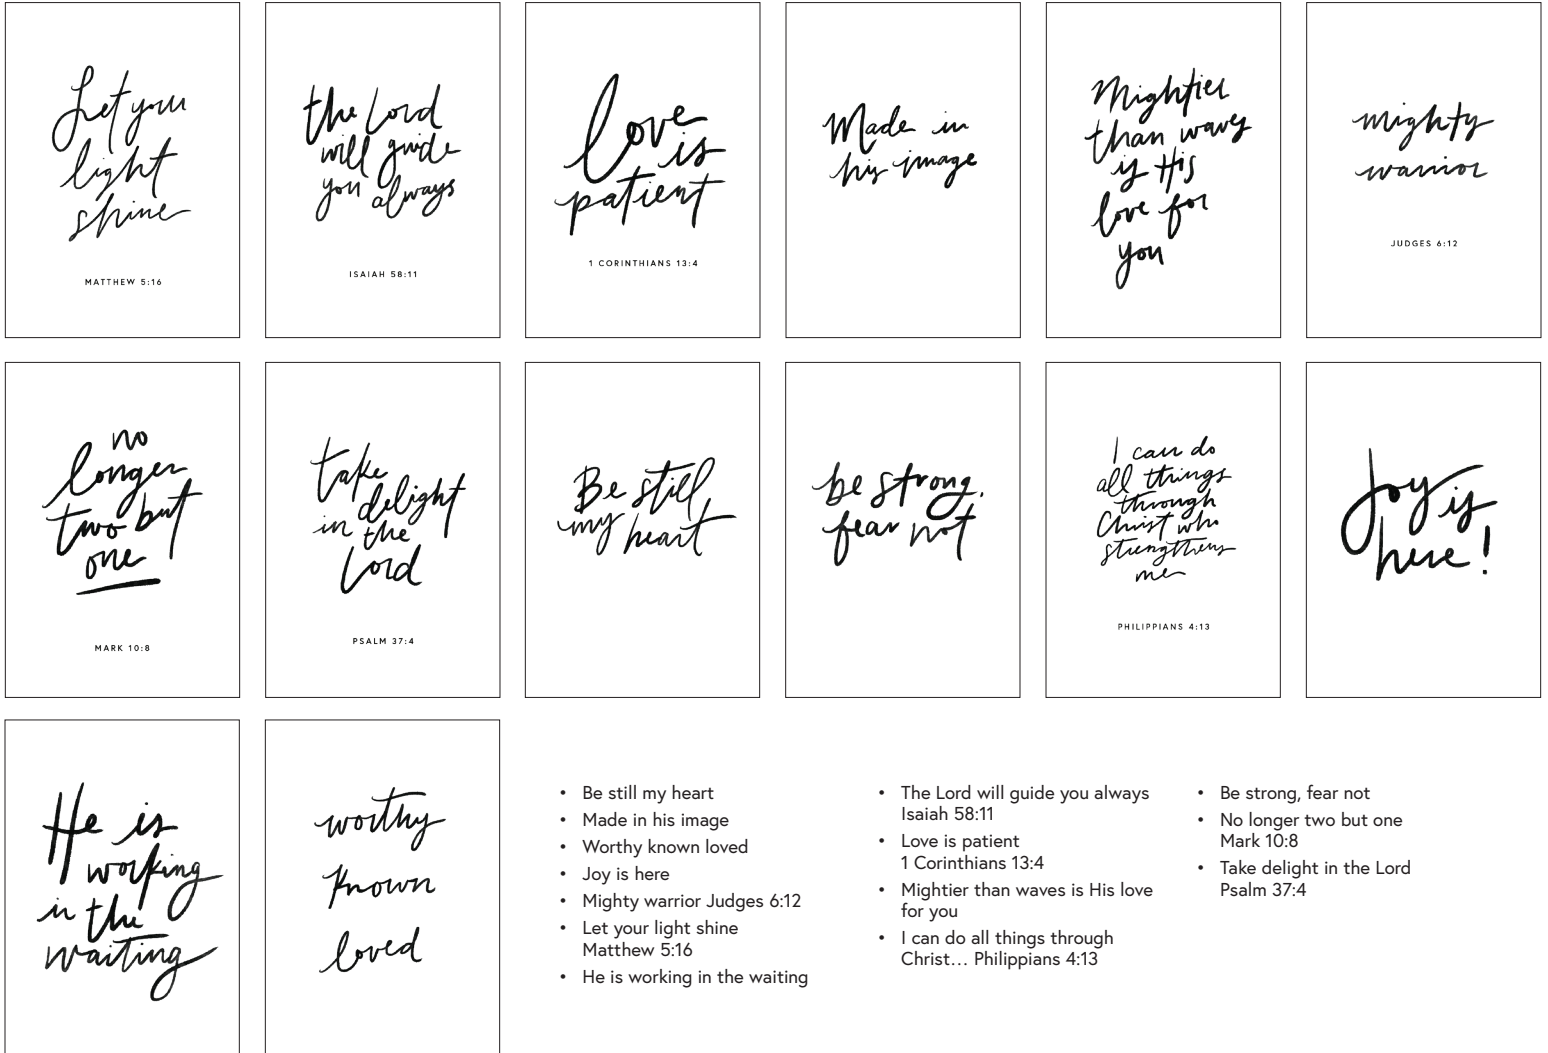 Let your
light
shine
MATTHEW 5:16
the Lord
will guide
you always
ISAIAH 58:11
love
is
patient
1 CORINTHIANS 13:4
Made in
his image
Mightier
than waves
is His
love for
you
mighty
warrior
JUDGES 6:12
no
longer
two but
one
MARK 10:8
take
delight
in the
Lord
PSALM 37:4
Be still
my heart
be strong,
fear not
I can do
all things
through
Christ who
strengthens
me
PHILIPPIANS 4:13
Joy is
here!
He is
working
in the
waiting
worthy
known
loved
• Be still my heart
• Made in his image
• Worthy known loved
• Joy is here
• Mighty warrior Judges 6:12
• Let your light shine
Matthew 5:16
• He is working in the waiting
• The Lord will guide you always
Isaiah 58:11
• Love is patient
1 Corinthians 13:4
• Mightier than waves is His love
for you
• I can do all things through
Christ... Philippians 4:13
• Be strong, fear not
• No longer two but one
Mark 10:8
• Take delight in the Lord
Psalm 37:4